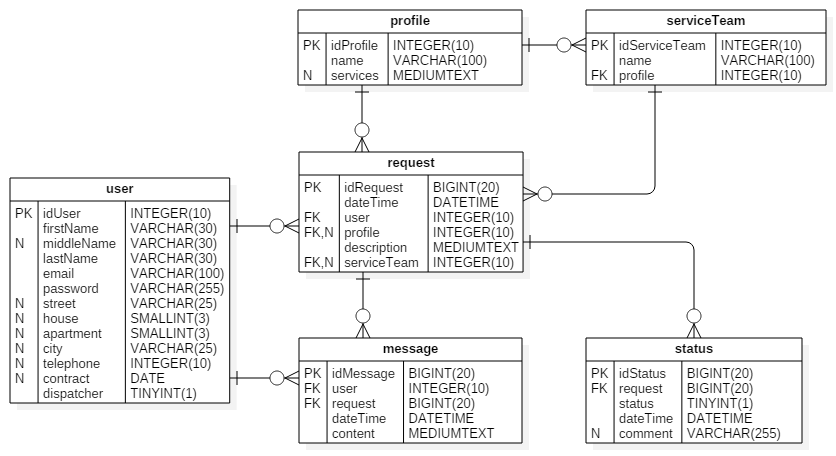 profile
PK idProfile INTEGER(10)
name VARCHAR(100)
N services MEDIUMTEXT
serviceTeam
PK idServiceTeam INTEGER(10)
name VARCHAR(100)
FK profile INTEGER(10)
request
PK idRequest BIGINT(20)
dateTime DATETIME
FK user INTEGER(10)
FK,N profile INTEGER(10)
description MEDIUMTEXT
FK,N serviceTeam INTEGER(10)
user
PK idUser INTEGER(10)
firstName VARCHAR(30)
N middleName VARCHAR(30)
lastName VARCHAR(30)
email VARCHAR(100)
password VARCHAR(255)
N street VARCHAR(25)
N house SMALLINT(3)
N apartment SMALLINT(3)
N city VARCHAR(25)
N telephone INTEGER(10)
N contract DATE
dispatcher TINYINT(1)
message
PK idMessage BIGINT(20)
FK user INTEGER(10)
FK request BIGINT(20)
dateTime DATETIME
content MEDIUMTEXT
status
PK idStatus BIGINT(20)
FK request BIGINT(20)
status TINYINT(1)
dateTime DATETIME
N comment VARCHAR(255)